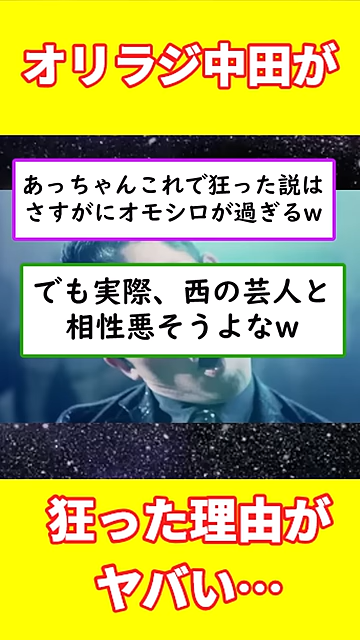 オリラジ中田が
あっちゃんこれで狂った説は
さすがにオモシロが過ぎるw
でも実際、西の芸人と
相性悪そうよなw
狂った理由が
ヤバい…